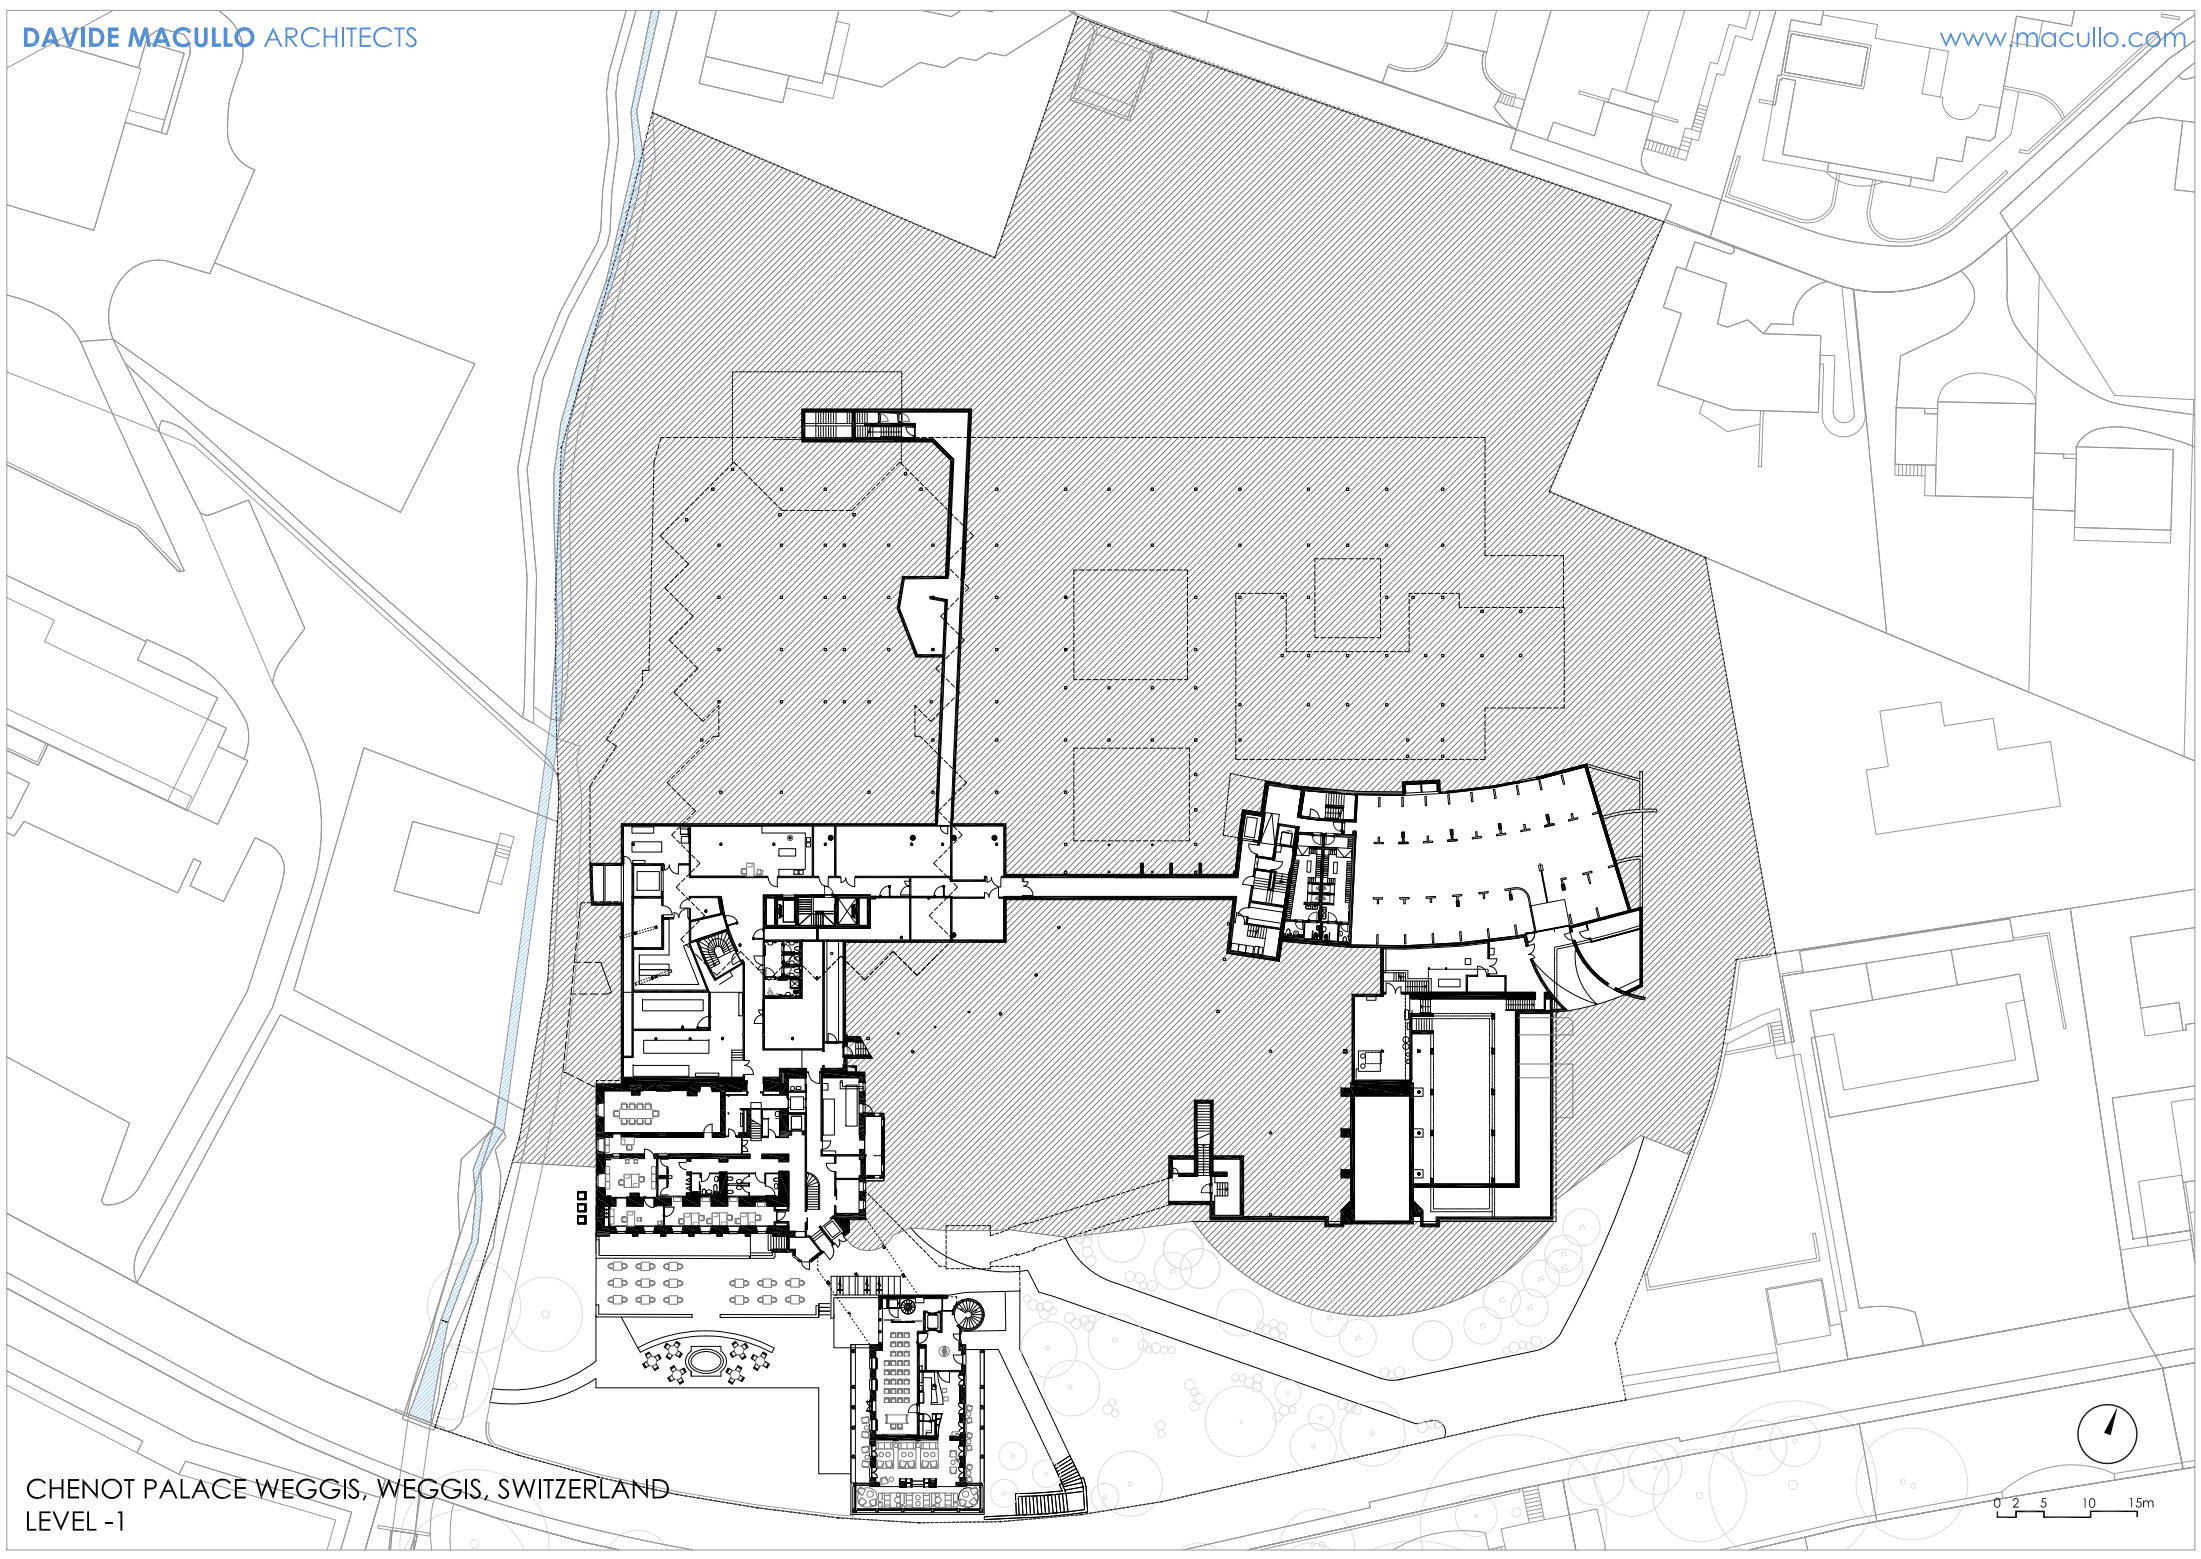 DAVIDE MACULLO ARCHITECTS
www.macullo.com
CHENOT PALACE WEGGIS, WEGGIS, SWITZERLAND
LEVEL -1
0 2 5 10 15m